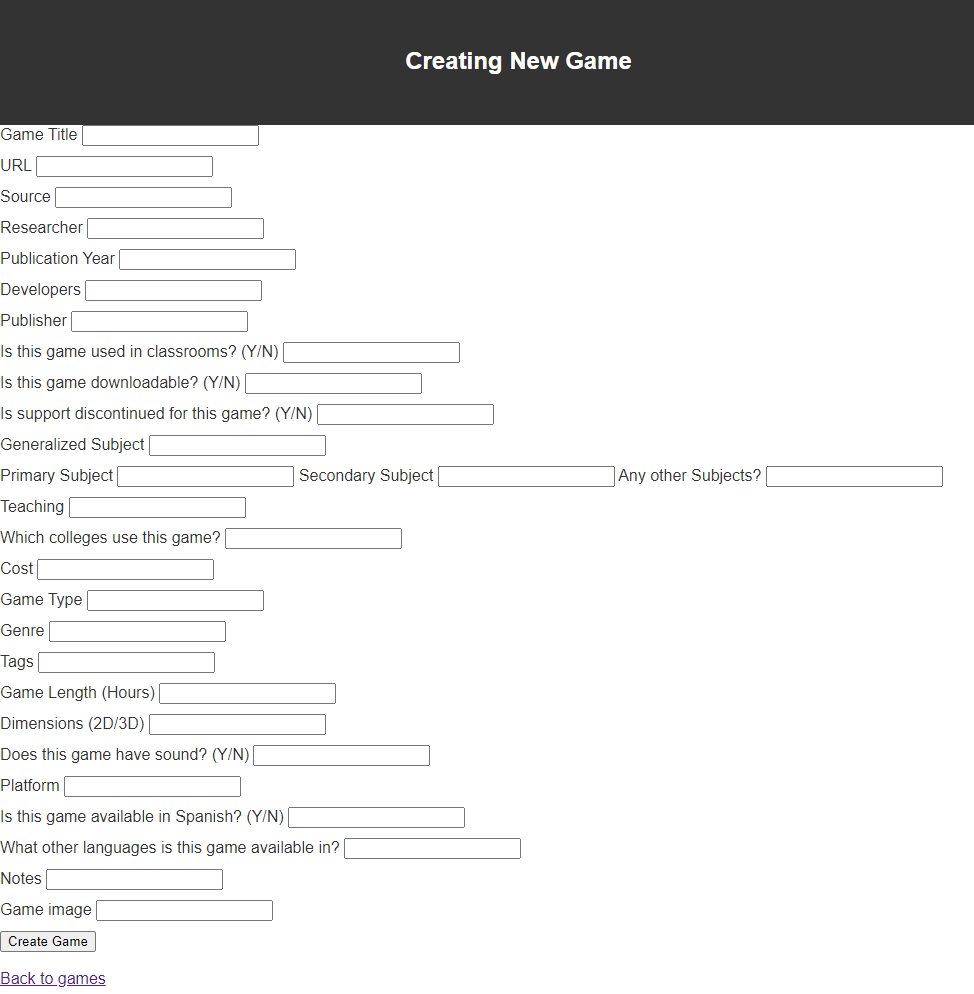 Creating New Game
Game Title
URL
Source
Researcher
Publication Year
Developers
Publisher
Is this game used in classrooms? (Y/N)
Is this game downloadable? (Y/N)
Is support discontinued for this game? (Y/N)
Generalized Subject
Primary Subject Secondary Subject Any other Subjects?
Teaching
Which colleges use this game?
Cost
Game Type
Genre
Tags
Game Length (Hours)
Dimensions (2D/3D)
Does this game have sound? (Y/N)
Platform
Is this game available in Spanish? (Y/N)
What other languages is this game available in?
Notes
Game image
Create Game
Back to games